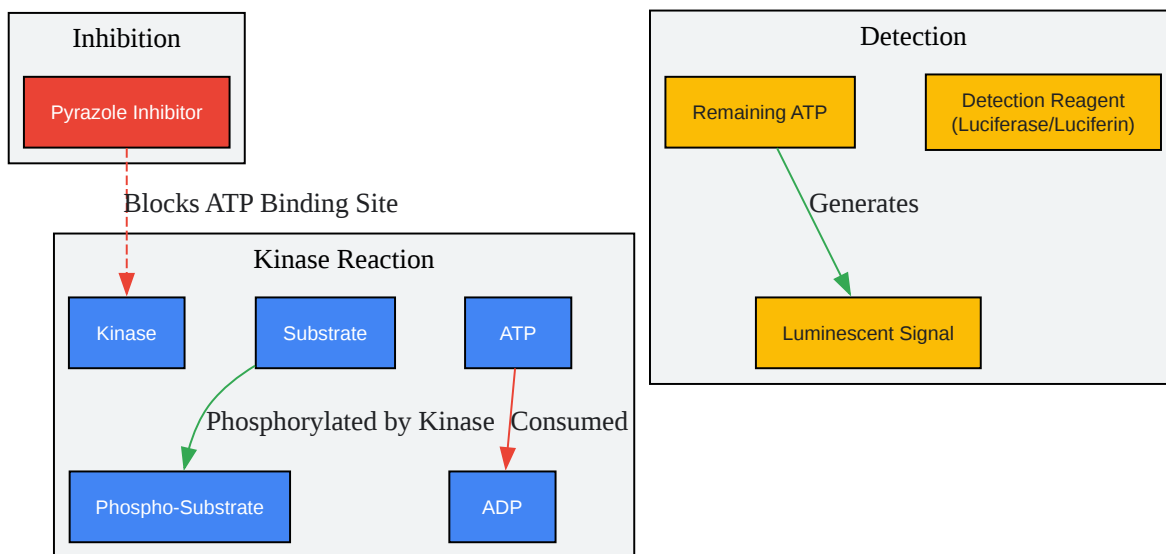 Inhibition
Pyrazole Inhibitor
Blocks ATP Binding Site
Kinase Reaction
Kinase
Substrate
ATP
Phosphorylated by Kinase
Consumed
Phospho-Substrate
ADP
Detection
Remaining ATP
Detection Reagent
(Luciferase/Luciferin)
Generates
Luminescent Signal